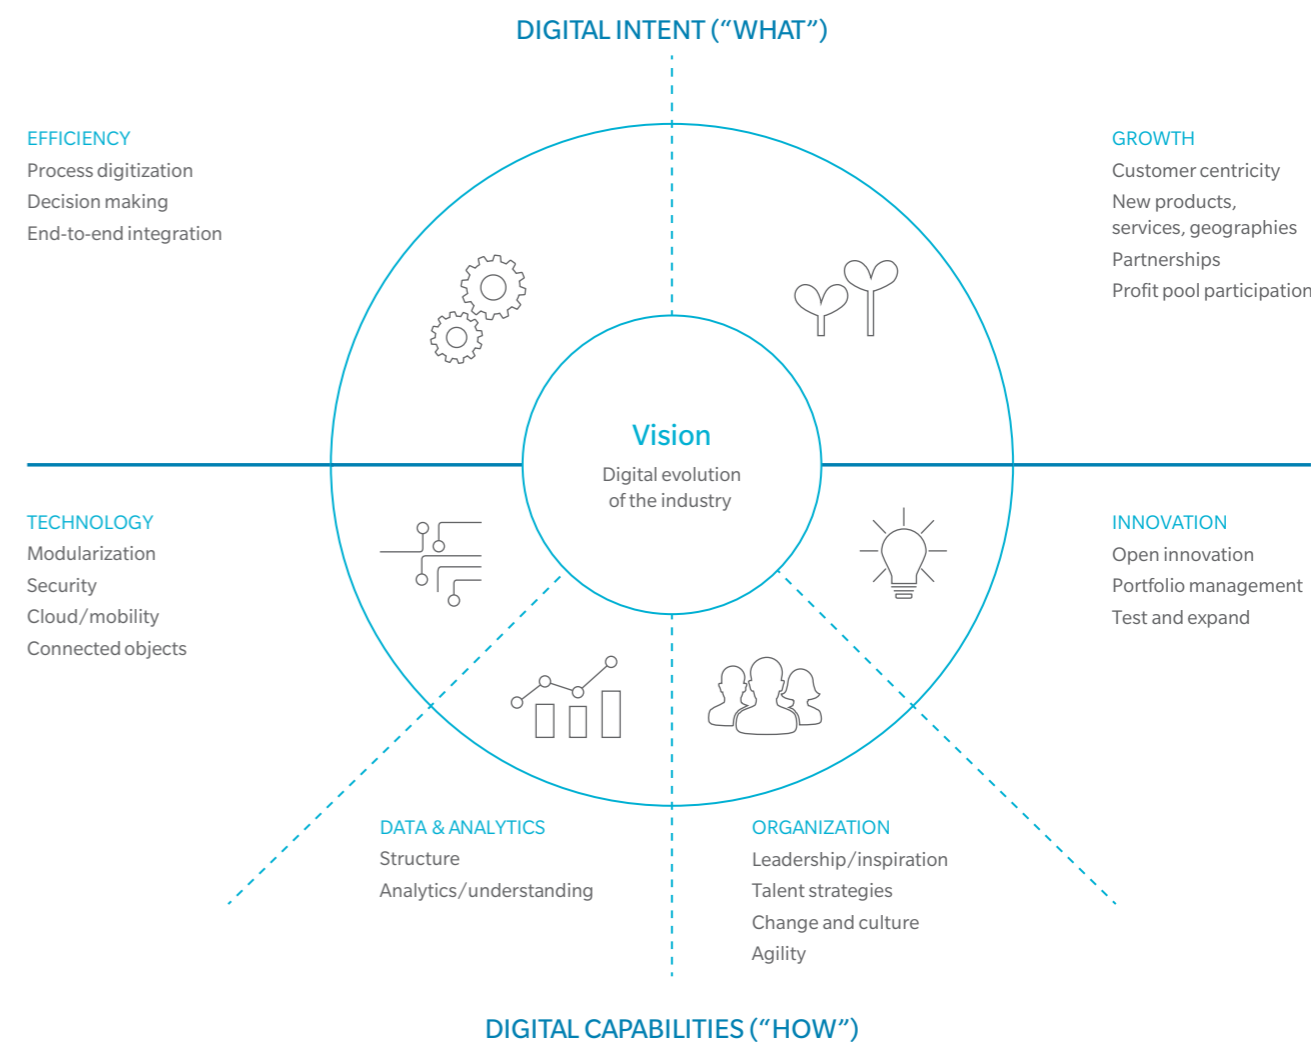 DIGITAL INTENT (“WHAT”)
EFFICIENCY
Process digitization
Decision making
End-to-end integration
GROWTH
Customer centricity
New products,
services, geographies
Partnerships
Profit pool participation
Vision
Digital evolution
of the industry
TECHNOLOGY
Modularization
Security
Cloud/mobility
Connected objects
INNOVATION
Open innovation
Portfolio management
Test and expand
DATA & ANALYTICS
Structure
Analytics/understanding
ORGANIZATION
Leadership/inspiration
Talent strategies
Change and culture
Agility
DIGITAL CAPABILITIES (“HOW”)